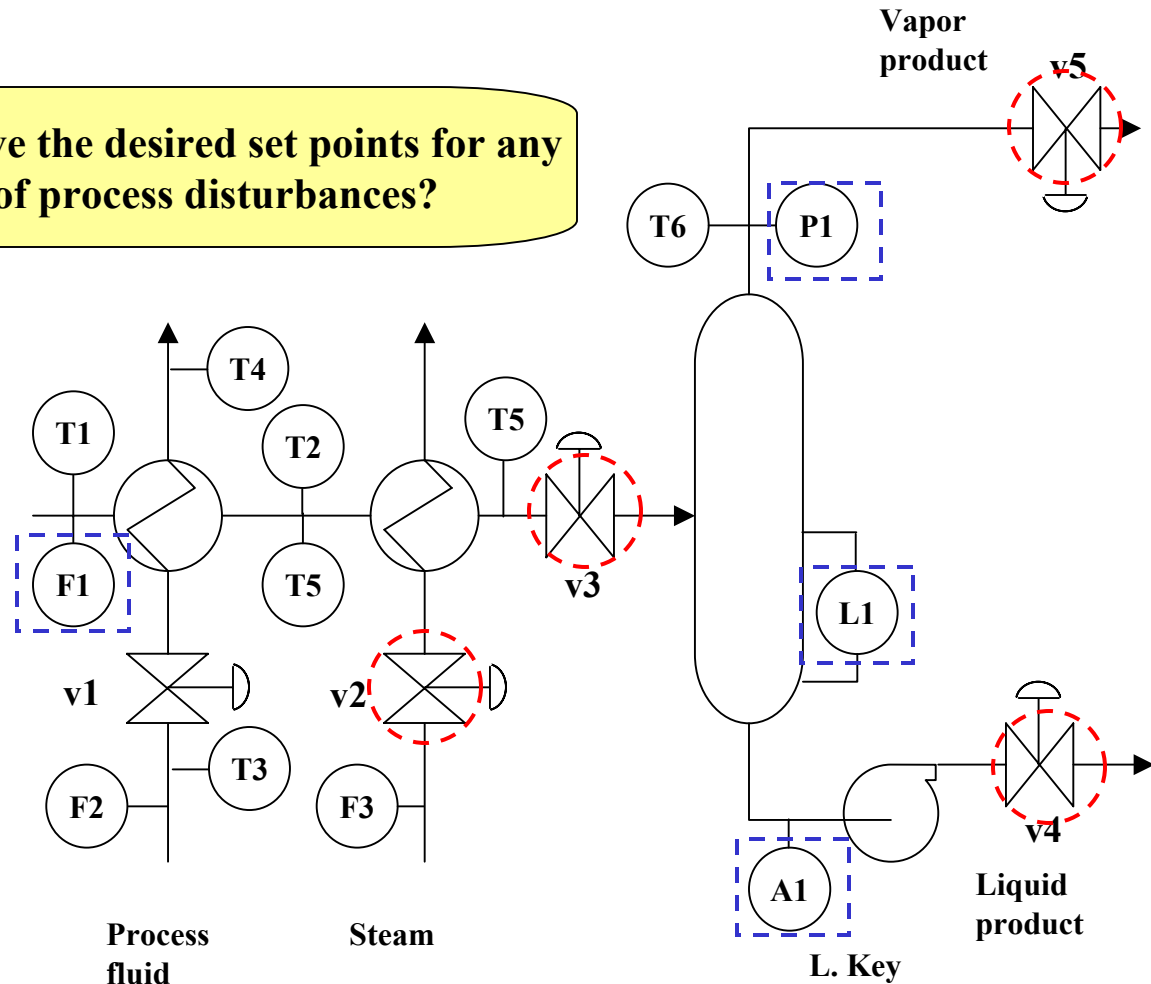 Vapor
product
v5
ve the desired set points for any
of process disturbances?
T6
P1
T4
T1
T2
T5
F1
T5
v3
L1
v1
v2
T3
F2
F3
v4
A1
Liquid
product
Process
fluid
Steam
L. Key